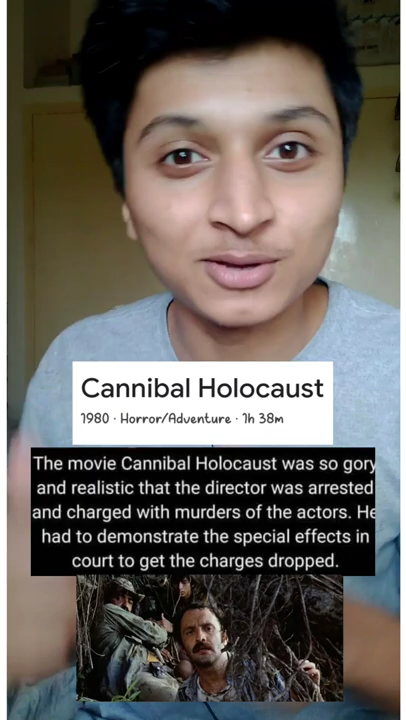 Cannibal Holocaust
1980 · Horror/Adventure · 1h 38m
The movie Cannibal Holocaust was so gory
and realistic that the director was arrested
and charged with murders of the actors. He
had to demonstrate the special effects in
court to get the charges dropped.